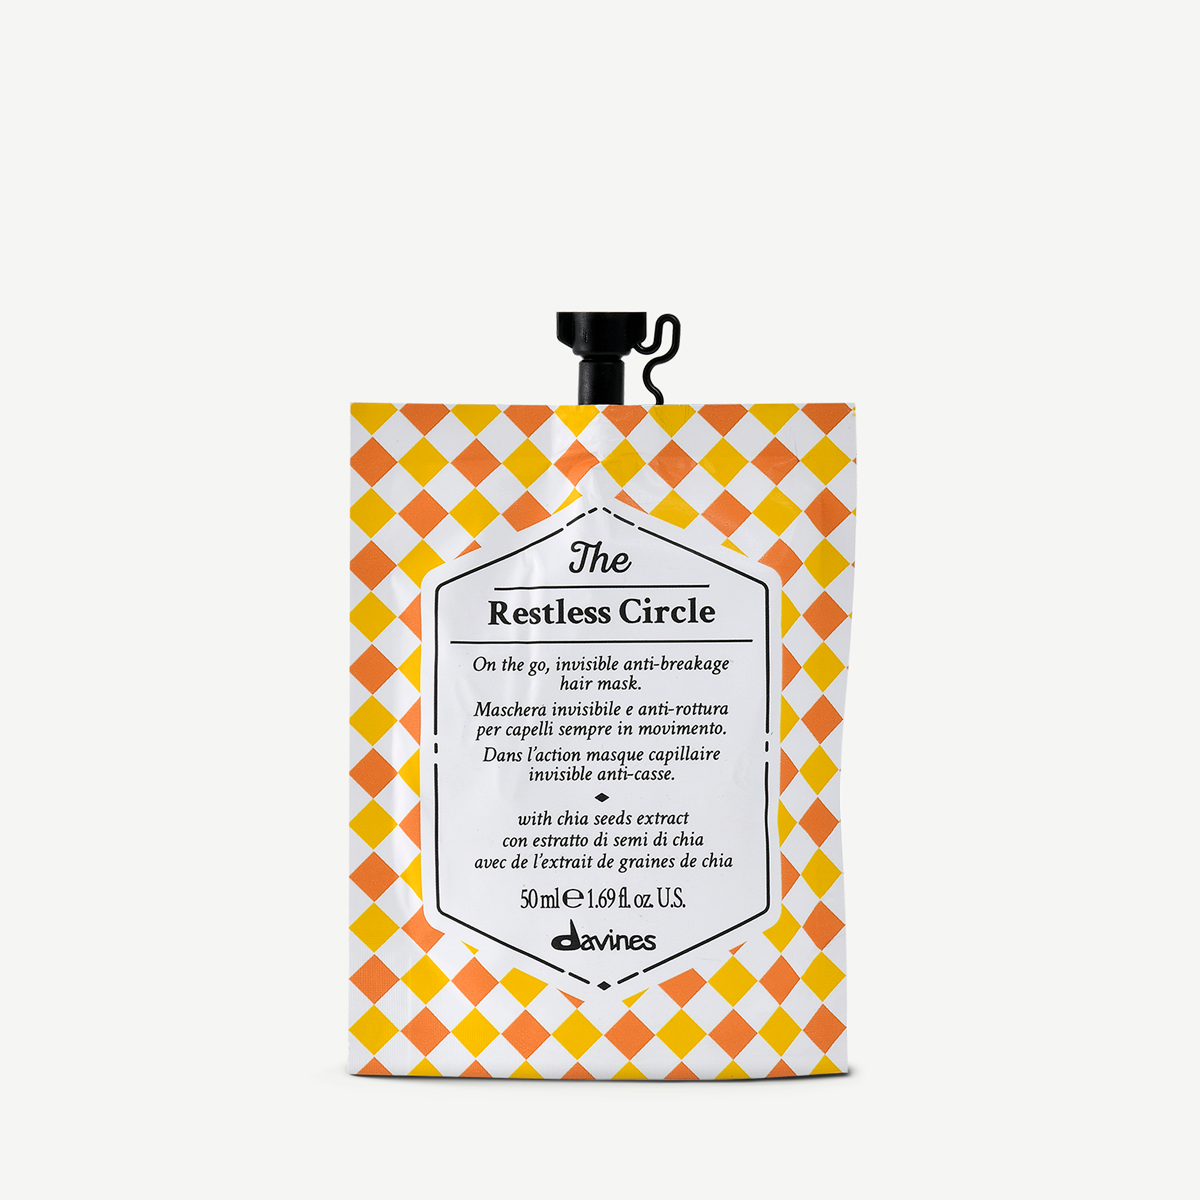 The
Restless Circle
On the go, invisible anti-breakage
hair mask.
Maschera invisibile e anti-rottura
per capelli sempre in movimento.
Dans l'action masque capillaire
invisible anti-casse.
with chia seeds extract
con estratto di semi di chia
avec de l'extrait de graines de chia
50 ml ℮ 1.69 fl. oz. U.S.
davines